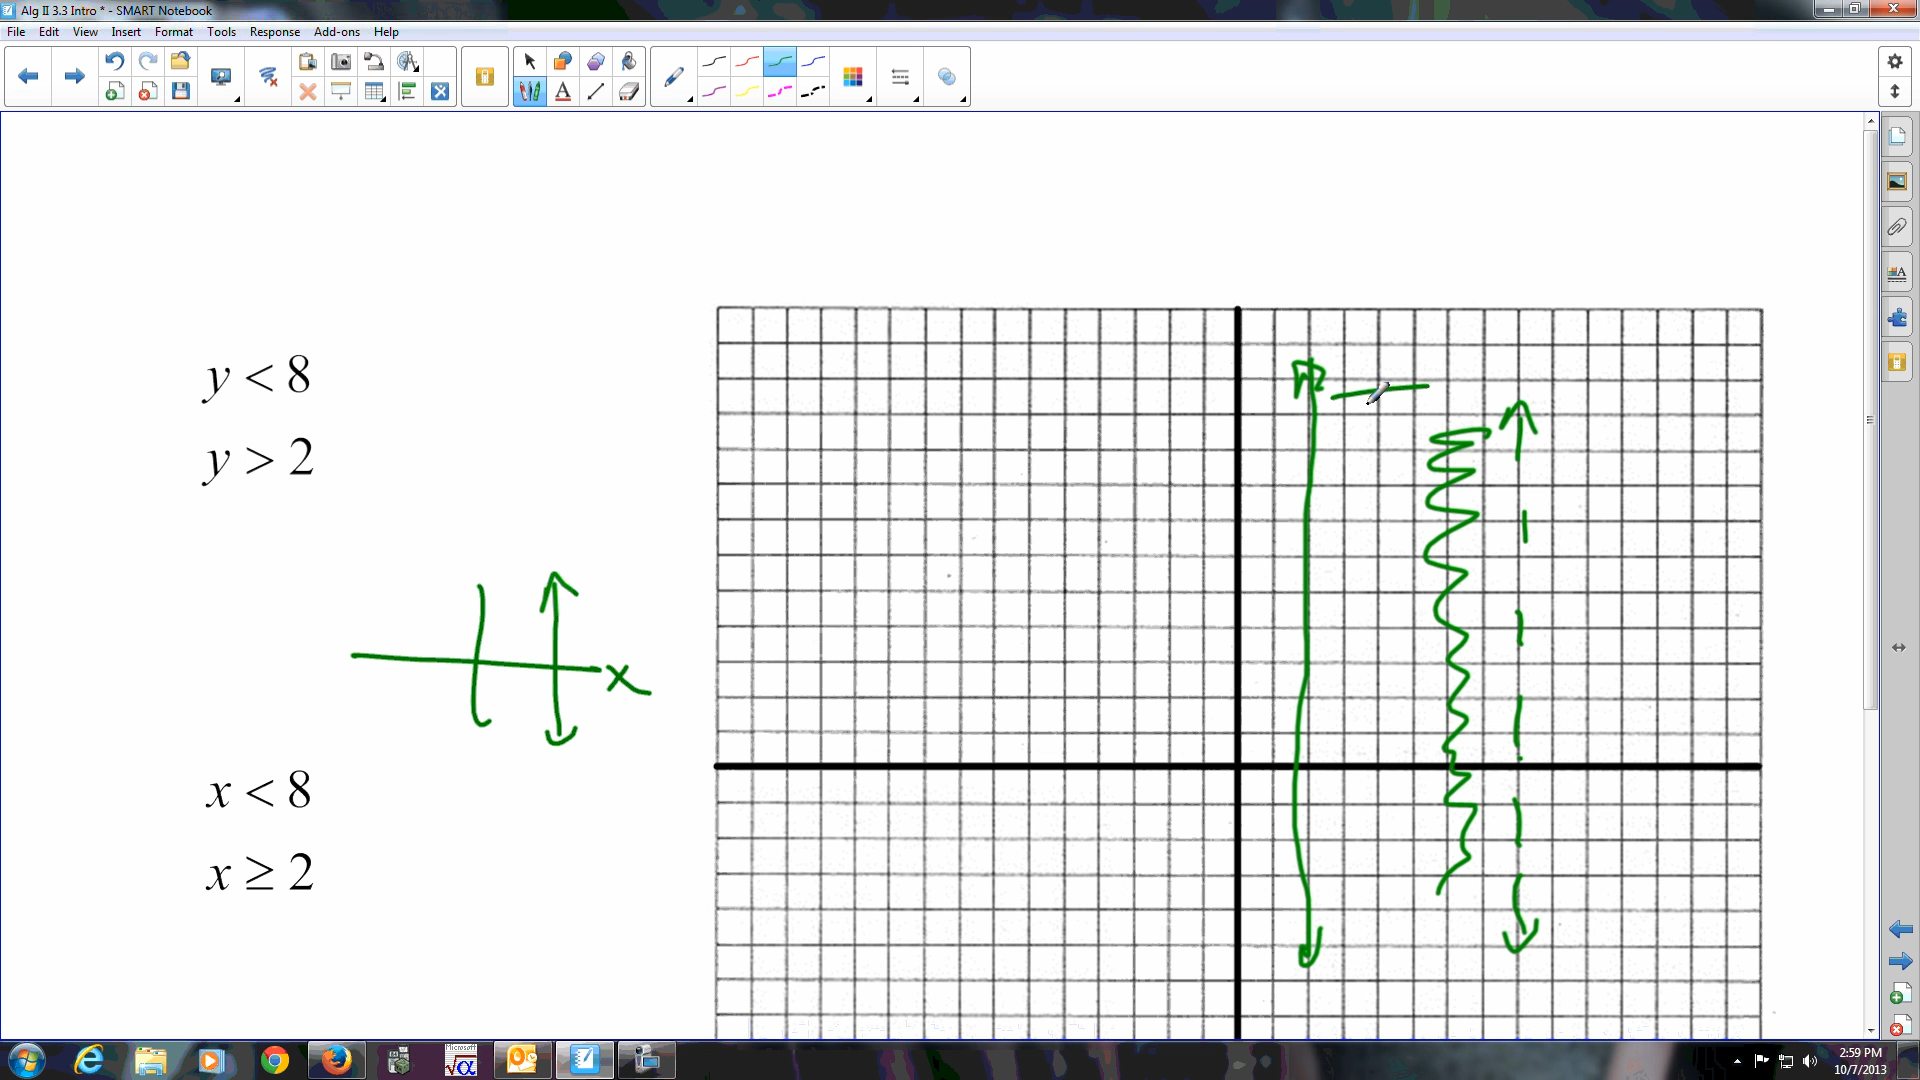 Alg II 3.3 Intro * - SMART Notebook
File Edit View Insert Format Tools Response Add-ons Help
y < 8
y > 2
x
x < 8
x ≥ 2
Microsoft
√α
2:59 PM
10/7/2013